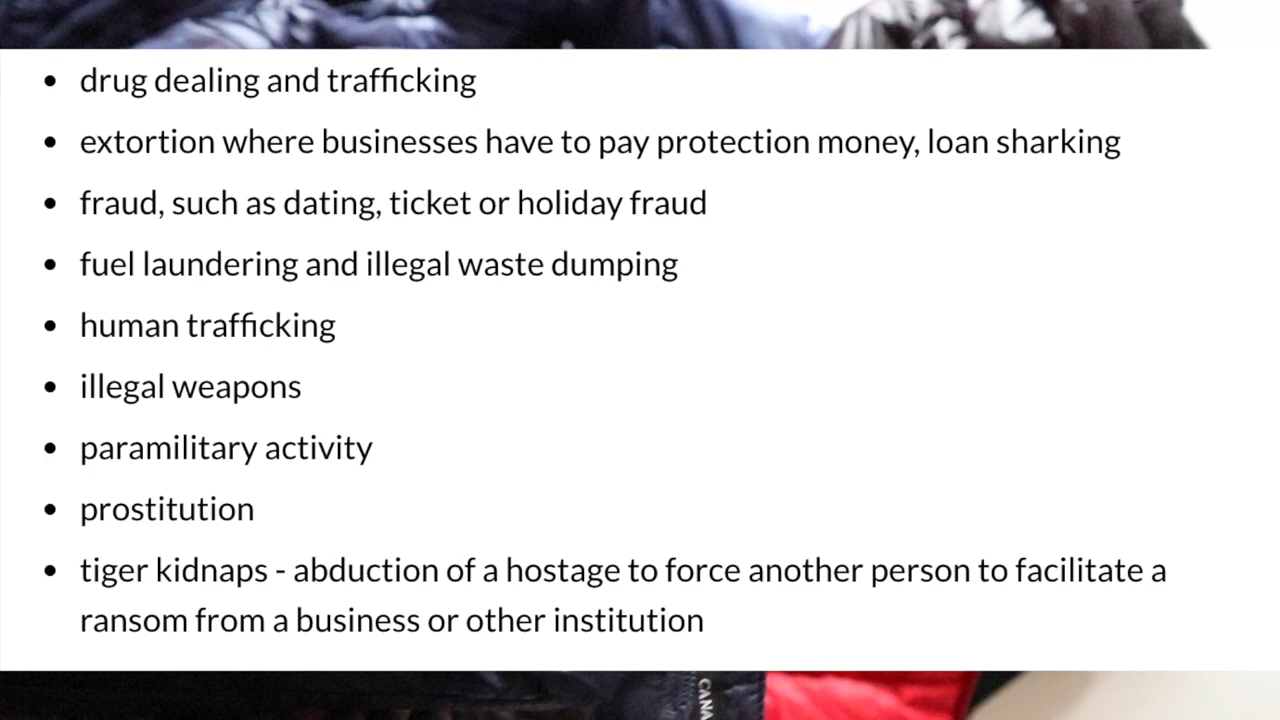 • drug dealing and trafficking
• extortion where businesses have to pay protection money, loan sharking
• fraud, such as dating, ticket or holiday fraud
• fuel laundering and illegal waste dumping
• human trafficking
• illegal weapons
• paramilitary activity
• prostitution
• tiger kidnaps - abduction of a hostage to force another person to facilitate a
ransom from a business or other institution